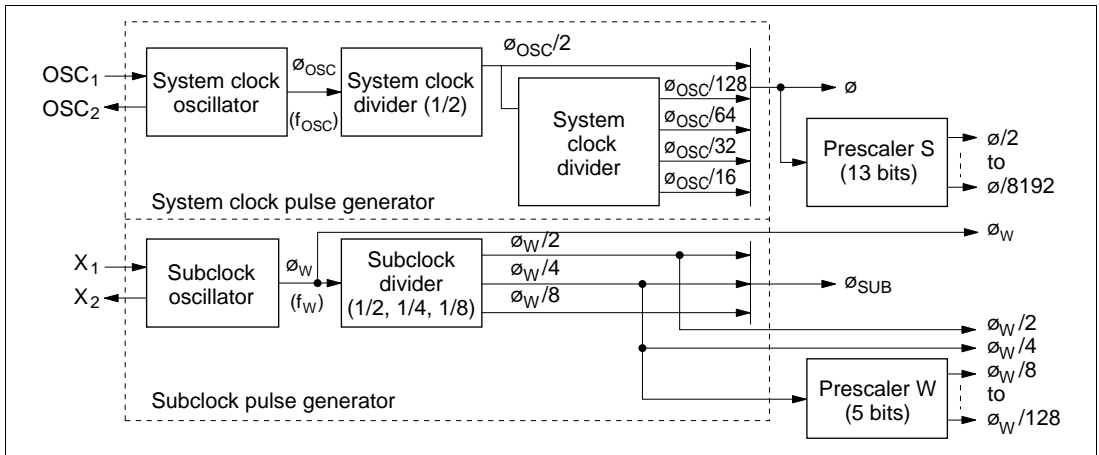 OSC1
OSC2
System clock
oscillator
øOSC
(fOSC)
System clock
divider (1/2)
øOSC/2
System
clock
divider
øOSC/128
øOSC/64
øOSC/32
øOSC/16
ø
Prescaler S
(13 bits)
ø/2
to
ø/8192
System clock pulse generator
X1
X2
Subclock
oscillator
øW
(fW)
Subclock
divider
(1/2, 1/4, 1/8)
øW/2
øW/4
øW/8
øW
øSUB
øW/2
øW/4
Prescaler W
(5 bits)
øW/8
to
øW/128
Subclock pulse generator